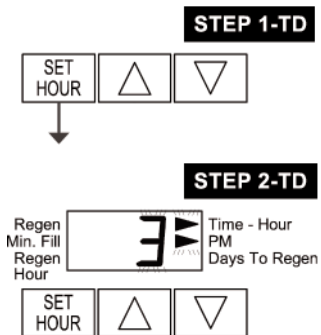 STEP 1-TD
SET
HOUR
STEP 2-TD
Regen
Min. Fill
Regen
Hour
3
Time - Hour
PM
Days To Regen
SET
HOUR